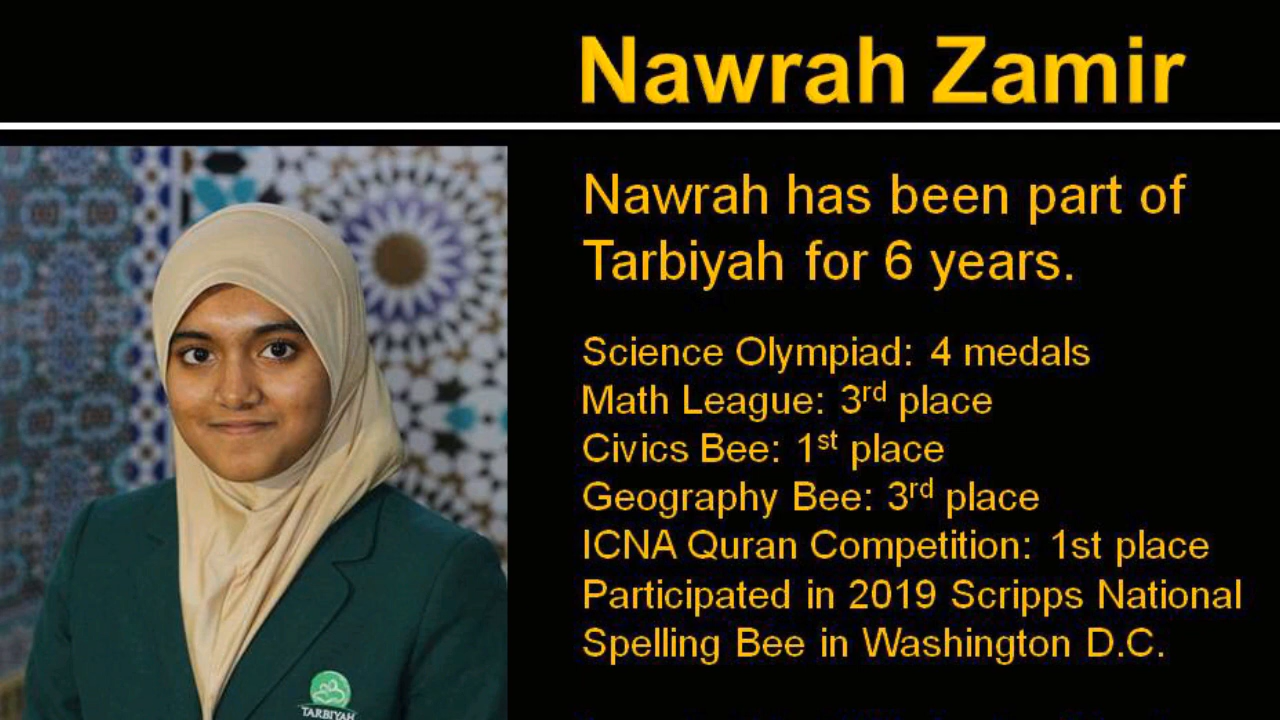 Nawrah Zamir
Nawrah has been part of
Tarbiyah for 6 years.
Science Olympiad: 4 medals
Math League: 3rd place
Civics Bee: 1st place
Geography Bee: 3rd place
ICNA Quran Competition: 1st place
Participated in 2019 Scripps National
Spelling Bee in Washington D.C.
TARBIYAH